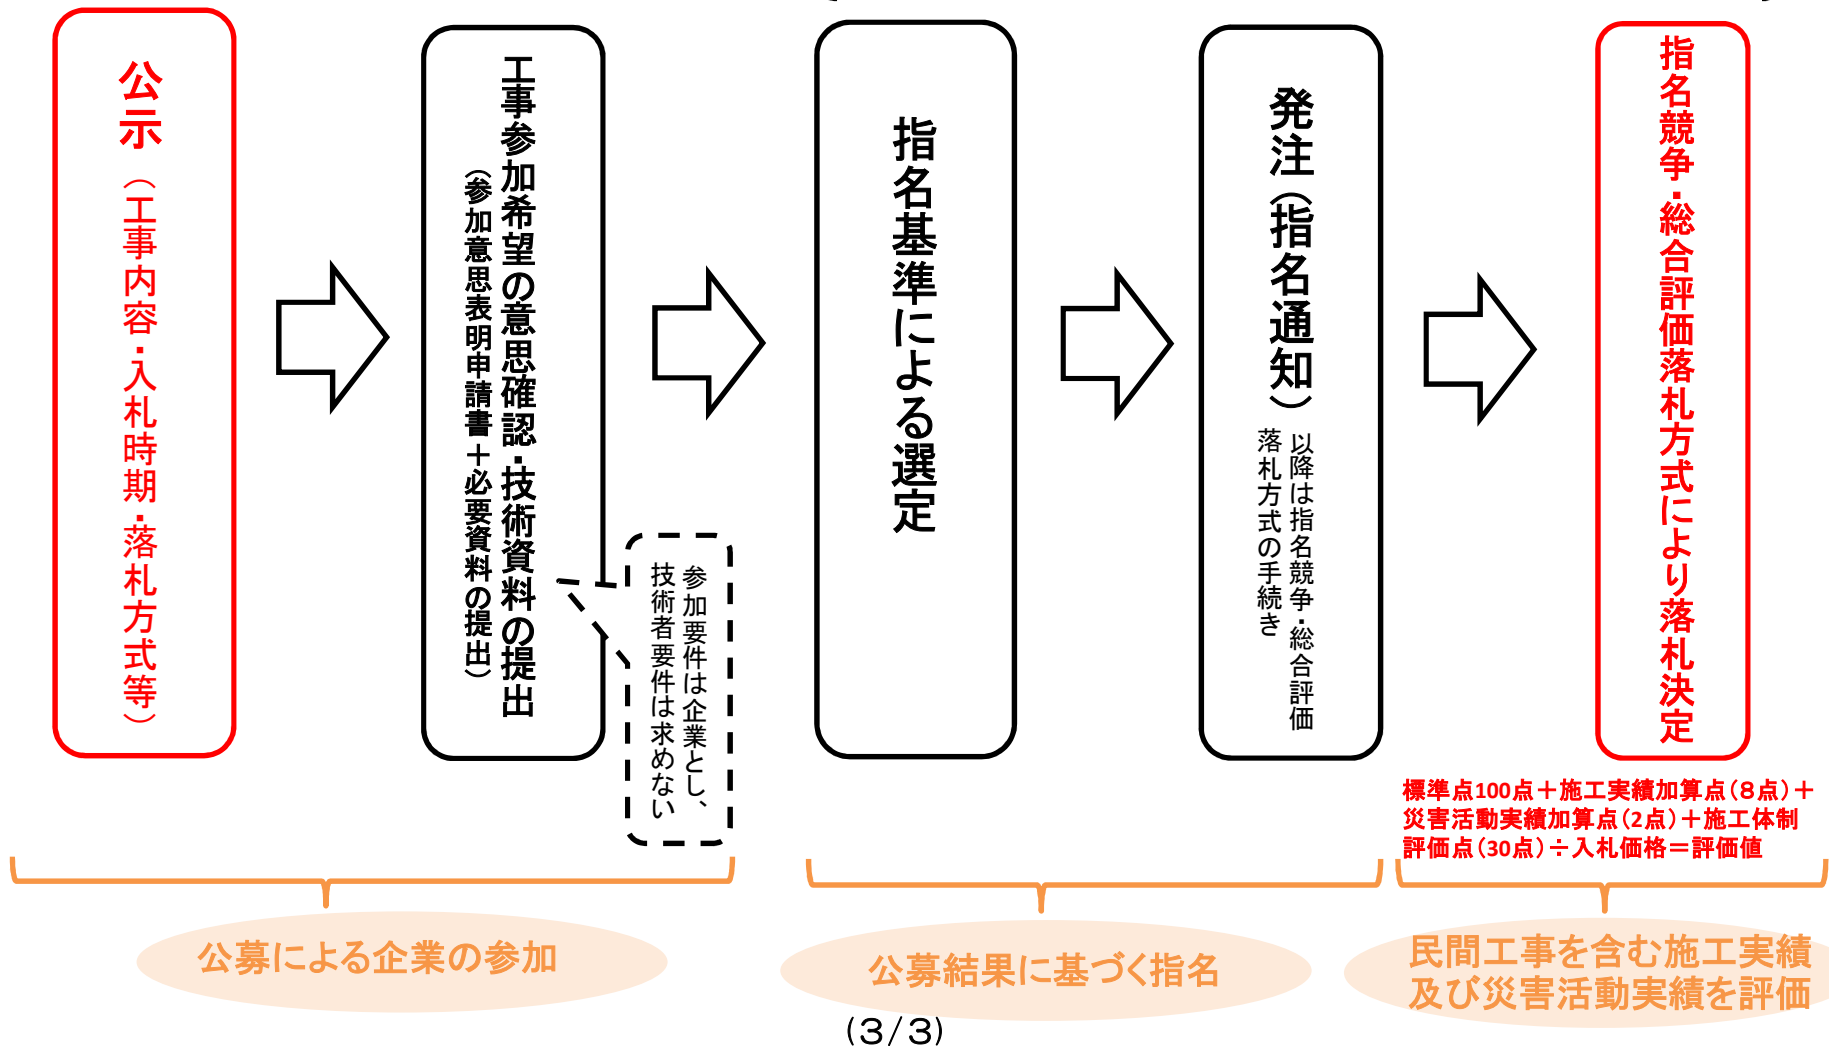 公示（工事内容・入札時期・落札方式等）
工事参加希望の意思確認・技術資料の提出
（参加意思表明申請書＋必要資料の提出）
参加要件は企業とし、
技術者要件は求めない
指名基準による選定
発注（指名通知）
以降は指名競争・総合評価
落札方式の手続き
指名競争・総合評価落札方式により落札決定
標準点100点＋施工実績加算点（８点）＋
災害活動実績加算点（2点）＋施工体制
評価点（30点）÷入札価格＝評価値
公募による企業の参加
公募結果に基づく指名
民間工事を含む施工実績
及び災害活動実績を評価
(３/３)